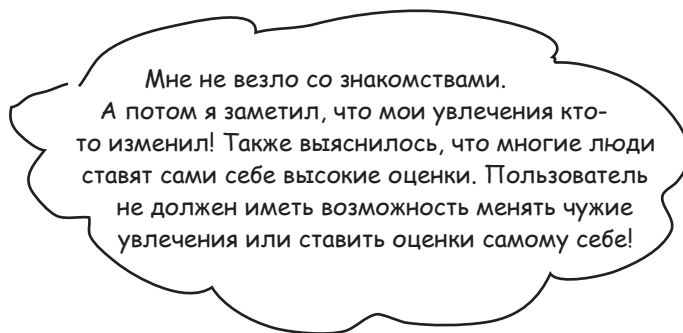 Мне не везло со знакомствами.
А потом я заметил, что мои увлечения кто-
то изменил! Также выяснилось, что многие люди
ставят сами себе высокие оценки. Пользователь
не должен иметь возможность менять чужие
увлечения или ставить оценки самому себе!